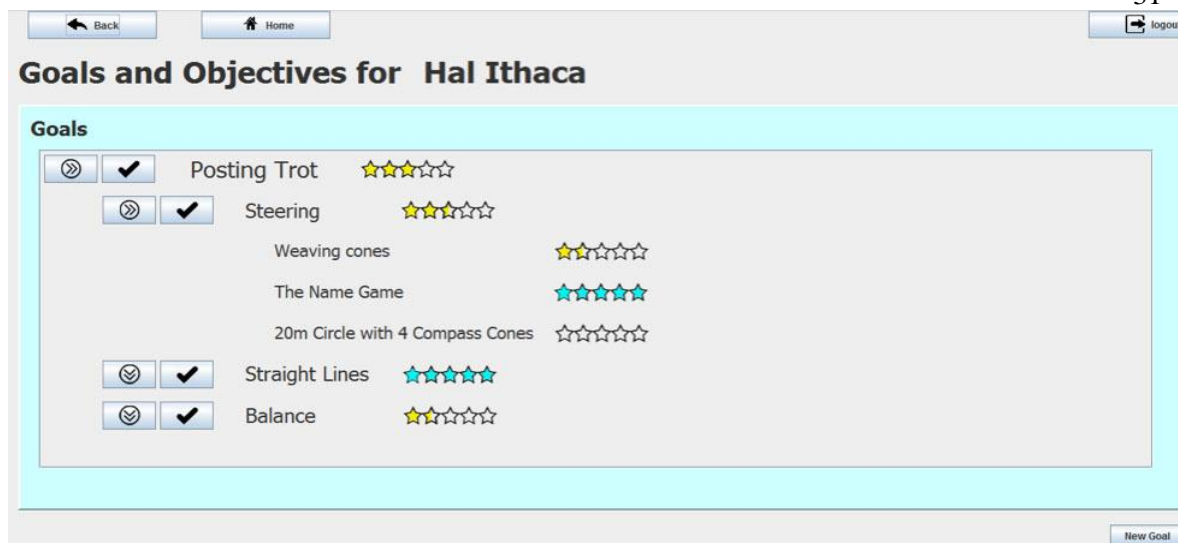 Back Home logou
Goals and Objectives for Hal Ithaca
Goals
Posting Trot
Steering
Weaving cones
The Name Game
20m Circle with 4 Compass Cones
Straight Lines
Balance
New Goal